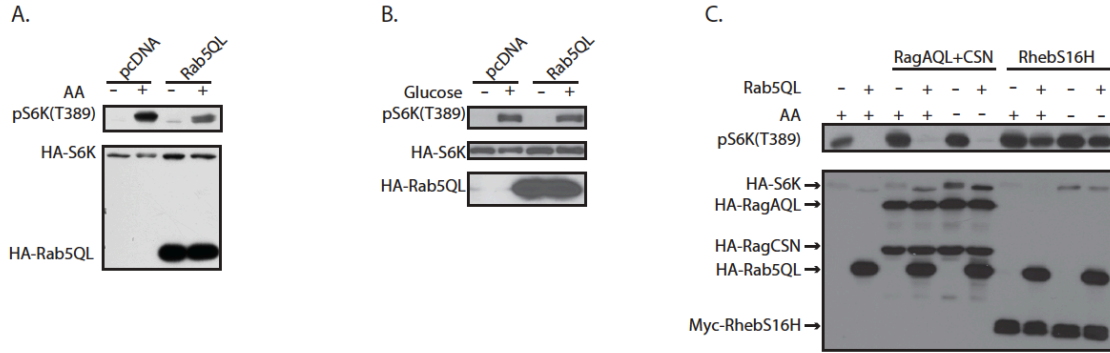 A.
pcDNA Rab5QL
AA - + - +
pS6K(T389)
HA-S6K
HA-Rab5QL
B.
pcDNA Rab5QL
Glucose - + - +
pS6K(T389)
HA-S6K
HA-Rab5QL
C.
RagAQL+CSN RhebS16H
Rab5QL - + - + - + - + - +
AA + + + + - - + + - -
pS6K(T389)
HA-S6K
HA-RagAQL
HA-RagCSN
HA-Rab5QL
Myc-RhebS16H